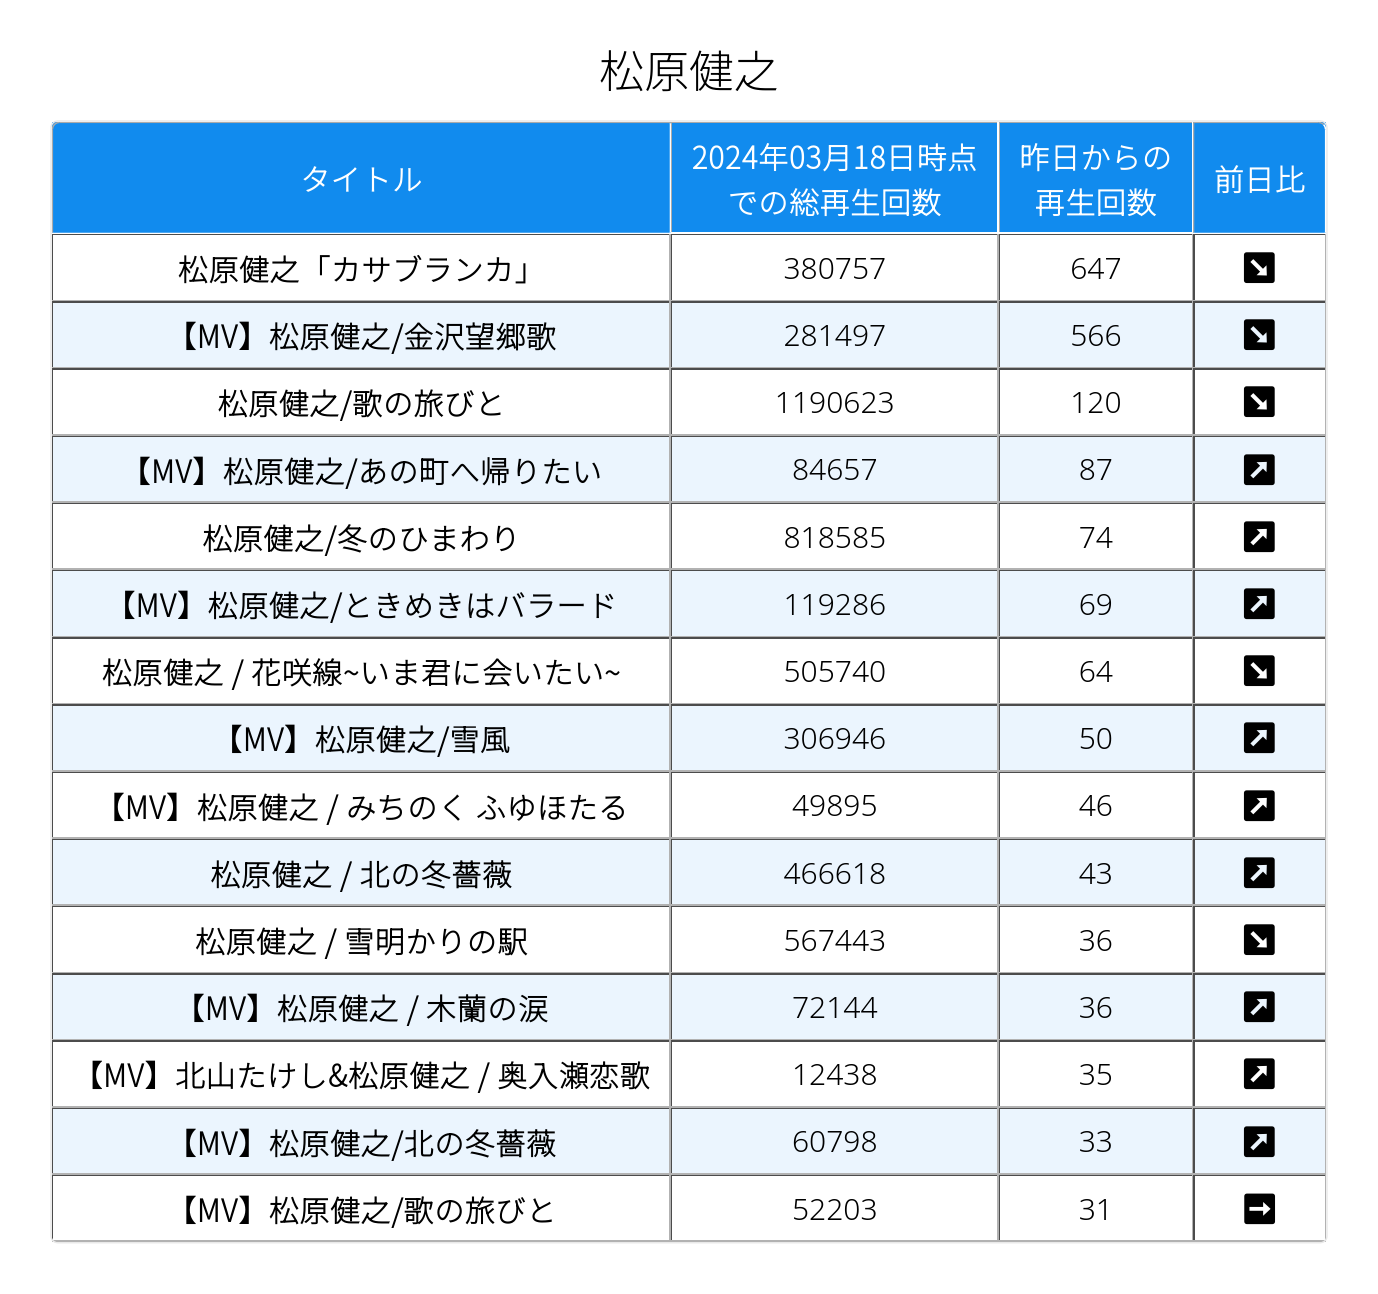 松原健之
タイトル
2024年03月18日時点
での総再生回数
昨日からの
再生回数
前日比
松原健之「カサブランカ」 380757 647 ↘
【MV】松原健之/金沢望郷歌 281497 566 ↘
松原健之/歌の旅びと 1190623 120 ↘
【MV】松原健之/あの町へ帰りたい 84657 87 ↗
松原健之/冬のひまわり 818585 74 ↗
【MV】松原健之/ときめきはバラード 119286 69 ↗
松原健之 / 花咲線~いま君に会いたい~ 505740 64 ↘
【MV】松原健之/雪風 306946 50 ↗
【MV】松原健之 / みちのく ふゆほたる 49895 46 ↗
松原健之 / 北の冬薔薇 466618 43 ↗
松原健之 / 雪明かりの駅 567443 36 ↘
【MV】松原健之 / 木蘭の涙 72144 36 ↗
【MV】北山たけし&松原健之 / 奥入瀬恋歌 12438 35 ↗
【MV】松原健之/北の冬薔薇 60798 33 ↗
【MV】松原健之/歌の旅びと 52203 31 →